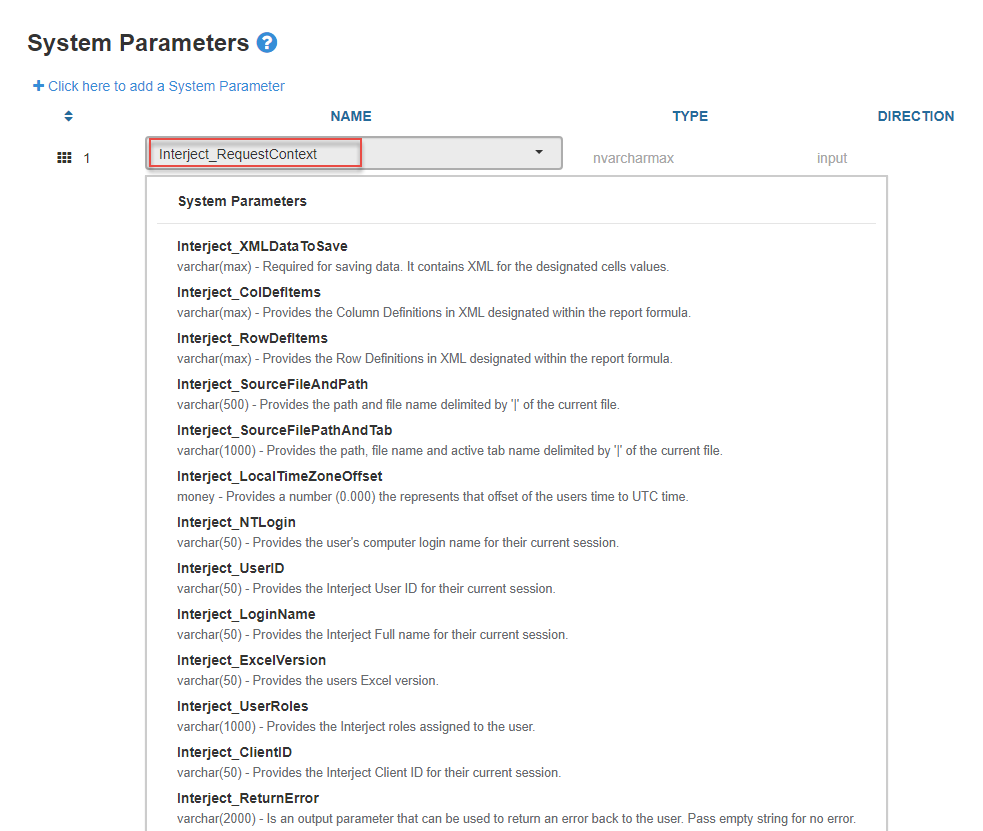 System Parameters ?
+ Click here to add a System Parameter
NAME TYPE DIRECTION
1 Interject_RequestContext nvarcharmax input
System Parameters
Interject_XMLDataToSave
varchar(max) - Required for saving data. It contains XML for the designated cells values.
Interject_ColDefItems
varchar(max) - Provides the Column Definitions in XML designated within the report formula.
Interject_RowDefItems
varchar(max) - Provides the Row Definitions in XML designated within the report formula.
Interject_SourceFileAndPath
varchar(500) - Provides the path and file name delimited by '|' of the current file.
Interject_SourceFilePathAndTab
varchar(1000) - Provides the path, file name and active tab name delimited by '|' of the current file.
Interject_LocalTimeZoneOffset
money - Provides a number (0.000) the represents that offset of the users time to UTC time.
Interject_NTLogin
varchar(50) - Provides the user's computer login name for their current session.
Interject_UserID
varchar(50) - Provides the Interject User ID for their current session.
Interject_LoginName
varchar(50) - Provides the Interject Full name for their current session.
Interject_ExcelVersion
varchar(50) - Provides the users Excel version.
Interject_UserRoles
varchar(1000) - Provides the Interject roles assigned to the user.
Interject_ClientID
varchar(50) - Provides the Interject Client ID for their current session.
Interject_ReturnError
varchar(2000) - Is an output parameter that can be used to return an error back to the user. Pass empty string for no error.